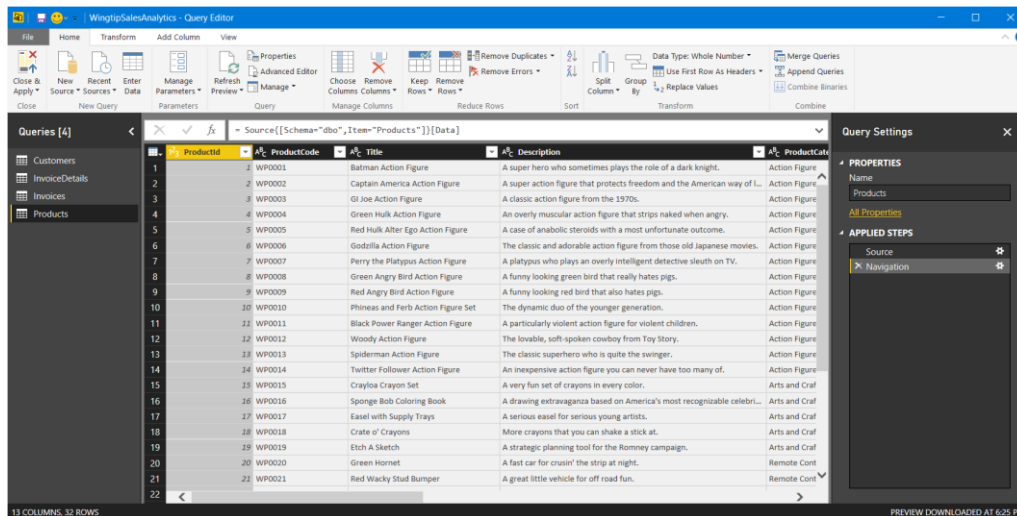 WingtipSalesAnalytics - Query Editor
File Home Transform Add Column View
Close & Apply New Source Recent Sources Enter Data Manage Parameters Refresh Preview Properties Advanced Editor Manage Choose Columns Remove Columns Keep Rows Remove Rows Remove Duplicates Remove Errors Split Column Group By Data Type: Whole Number Use First Row As Headers Replace Values Merge Queries Append Queries Combine Binaries
Close New Query Parameters Query Manage Columns Reduce Rows Sort Transform Combine
Queries [4]
Customers
InvoiceDetails
Invoices
Products
fx = Source{[Schema="dbo",Item="Products"]}[Data]
ProductId ProductCode Title Description ProductCate
1 1 WP0001 Batman Action Figure A super hero who sometimes plays the role of a dark knight. Action Figure
2 2 WP0002 Captain America Action Figure A super action figure that protects freedom and the American way of l... Action Figure
3 3 WP0003 GI Joe Action Figure A classic action figure from the 1970s. Action Figure
4 4 WP0004 Green Hulk Action Figure An overly muscular action figure that strips naked when angry. Action Figure
5 5 WP0005 Red Hulk Alter Ego Action Figure A case of anabolic steroids with a most unfortunate outcome. Action Figure
6 6 WP0006 Godzilla Action Figure The classic and adorable action figure from those old Japanese movies. Action Figure
7 7 WP0007 Perry the Platypus Action Figure A platypus who plays an overly intelligent detective sleuth on TV. Action Figure
8 8 WP0008 Green Angry Bird Action Figure A funny looking green bird that really hates pigs. Action Figure
9 9 WP0009 Red Angry Bird Action Figure A funny looking red bird that also hates pigs. Action Figure
10 10 WP0010 Phineas and Ferb Action Figure Set The dynamic duo of the younger generation. Action Figure
11 11 WP0011 Black Power Ranger Action Figure A particularly violent action figure for violent children. Action Figure
12 12 WP0012 Woody Action Figure The lovable, soft-spoken cowboy from Toy Story. Action Figure
13 13 WP0013 Spiderman Action Figure The classic superhero who is quite the swinger. Action Figure
14 14 WP0014 Twitter Follower Action Figure An inexpensive action figure you can never have too many of. Action Figure
15 15 WP0015 Crayloa Crayon Set A very fun set of crayons in every color. Arts and Craf
16 16 WP0016 Sponge Bob Coloring Book A drawing extravaganza based on America's most recognizable celebri... Arts and Craf
17 17 WP0017 Easel with Supply Trays A serious easel for serious young artists. Arts and Craf
18 18 WP0018 Crate o' Crayons More crayons that you can shake a stick at. Arts and Craf
19 19 WP0019 Etch A Sketch A strategic planning tool for the Romney campaign. Arts and Craf
20 20 WP0020 Green Hornet A fast car for crusin' the strip at night. Remote Cont
21 21 WP0021 Red Wacky Stud Bumper A great little vehicle for off road fun. Remote Cont
22
Query Settings
PROPERTIES
Name
Products
All Properties
APPLIED STEPS
Source
Navigation
13 COLUMNS, 32 ROWS PREVIEW DOWNLOADED AT 6:25 P